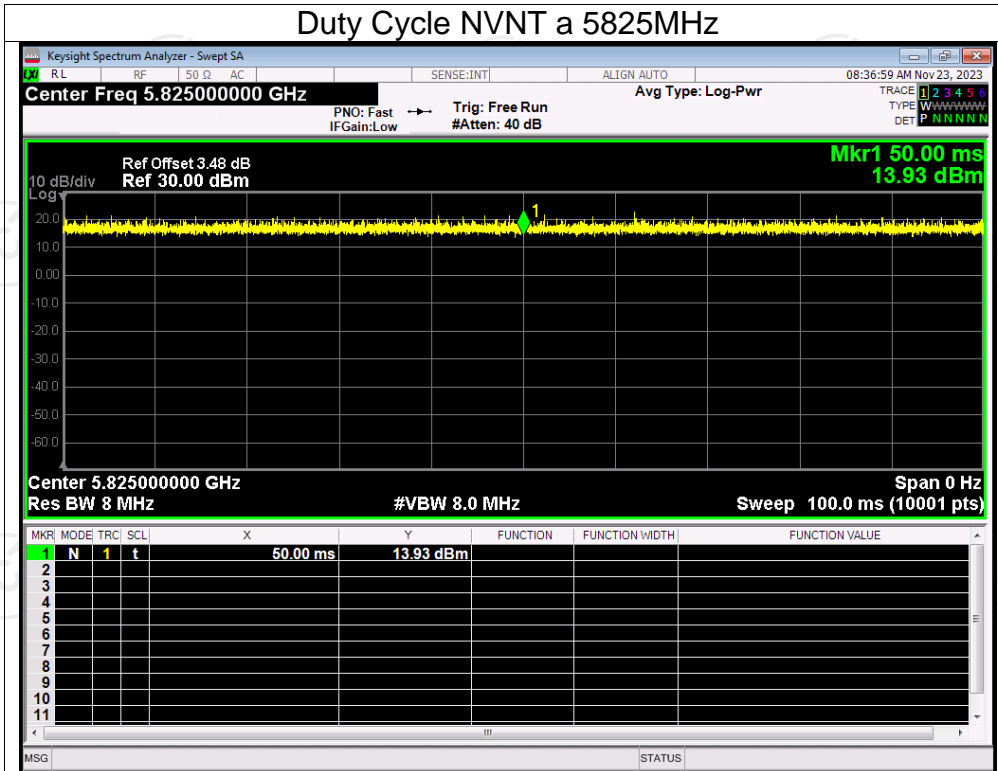 Duty Cycle NVNT a 5825MHz
Keysight Spectrum Analyzer - Swept SA
LXI RL RF 50 Ω AC SENSE:INT ALIGN AUTO 08:36:59 AM Nov 23, 2023
Center Freq 5.825000000 GHz
PNO: Fast
IFGain:Low
Trig: Free Run
#Atten: 40 dB
Avg Type: Log-Pwr
TRACE 1 2 3 4 5 6
TYPE WWWWWW
DET P N N N N N
Mkr1 50.00 ms
13.93 dBm
Ref Offset 3.48 dB
10 dB/div Ref 30.00 dBm
Log
20.0
10.0
0.00
-10.0
-20.0
-30.0
-40.0
-50.0
-60.0
1
Center 5.825000000 GHz Span 0 Hz
Res BW 8 MHz #VBW 8.0 MHz Sweep 100.0 ms (10001 pts)
MKR MODE TRC SCL X Y FUNCTION FUNCTION WIDTH FUNCTION VALUE
1 N 1 t 50.00 ms 13.93 dBm
2
3
4
5
6
7
8
9
10
11
MSG STATUS